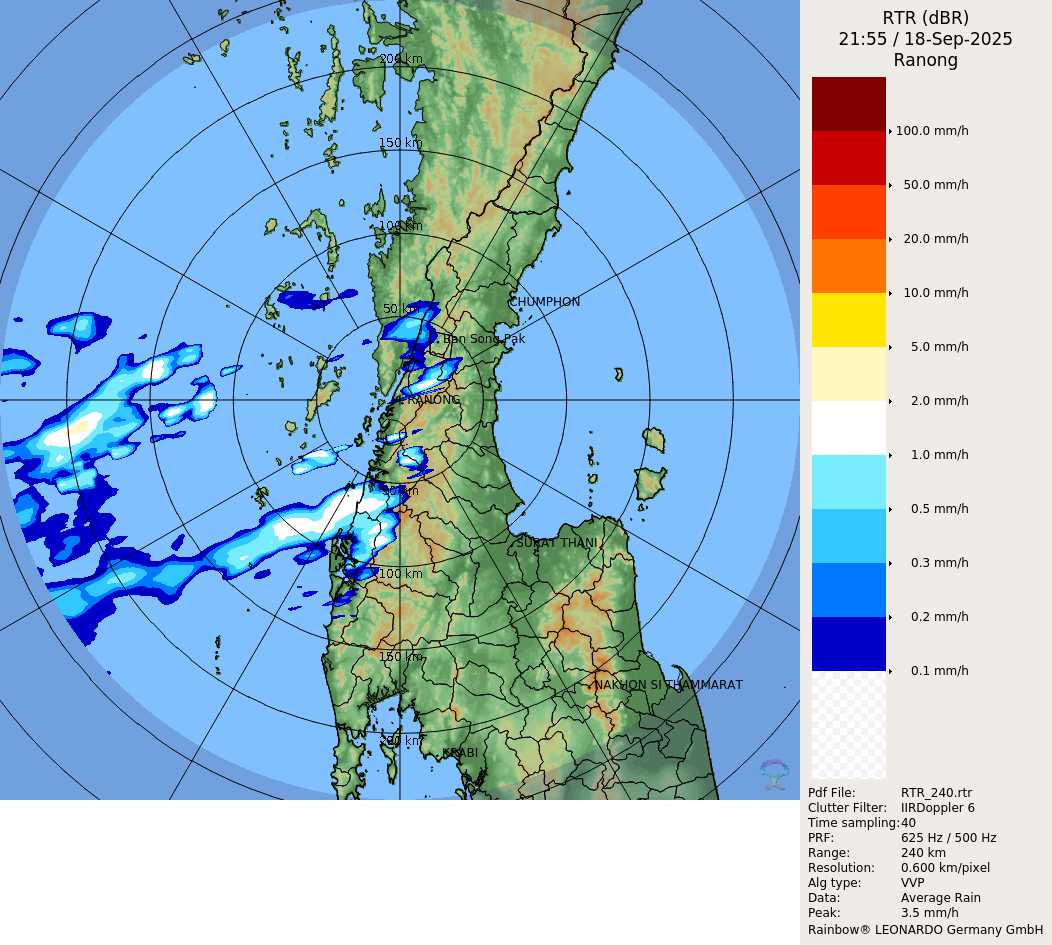 RTR (dBR)
21:55 / 18-Sep-2025
Ranong
200 km
150 km
100 km
50 km
CHUMPHON
Ban Song Pak
RANONG
50 km
SURAT THANI
100 km
150 km
NAKHON SI THAMMARAT
200 km
KRABI
100.0 mm/h
50.0 mm/h
20.0 mm/h
10.0 mm/h
5.0 mm/h
2.0 mm/h
1.0 mm/h
0.5 mm/h
0.3 mm/h
0.2 mm/h
0.1 mm/h
Pdf File: RTR_240.rtr
Clutter Filter: IIRDoppler 6
Time sampling:40
PRF: 625 Hz / 500 Hz
Range: 240 km
Resolution: 0.600 km/pixel
Alg type: VVP
Data: Average Rain
Peak: 3.5 mm/h
Rainbow® LEONARDO Germany GmbH